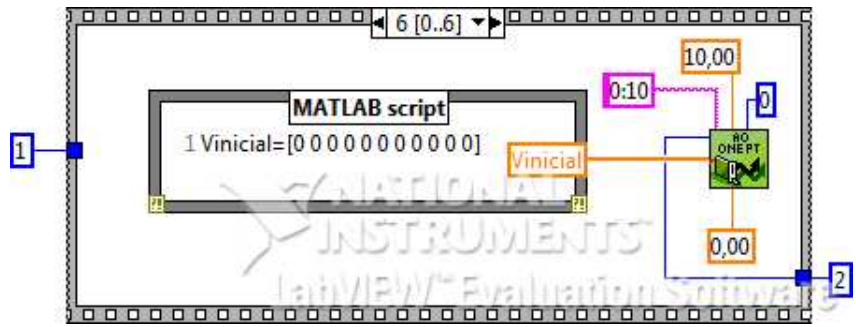 6 [0..6]
10,00
0:10
0
MATLAB script
1 Vinicial=[0 0 0 0 0 0 0 0 0 0 0]
1
Vinicial
AO
ONE PT
0,00
2
NATIONAL
INSTRUMENTS
LabVIEW™ Evaluation Software